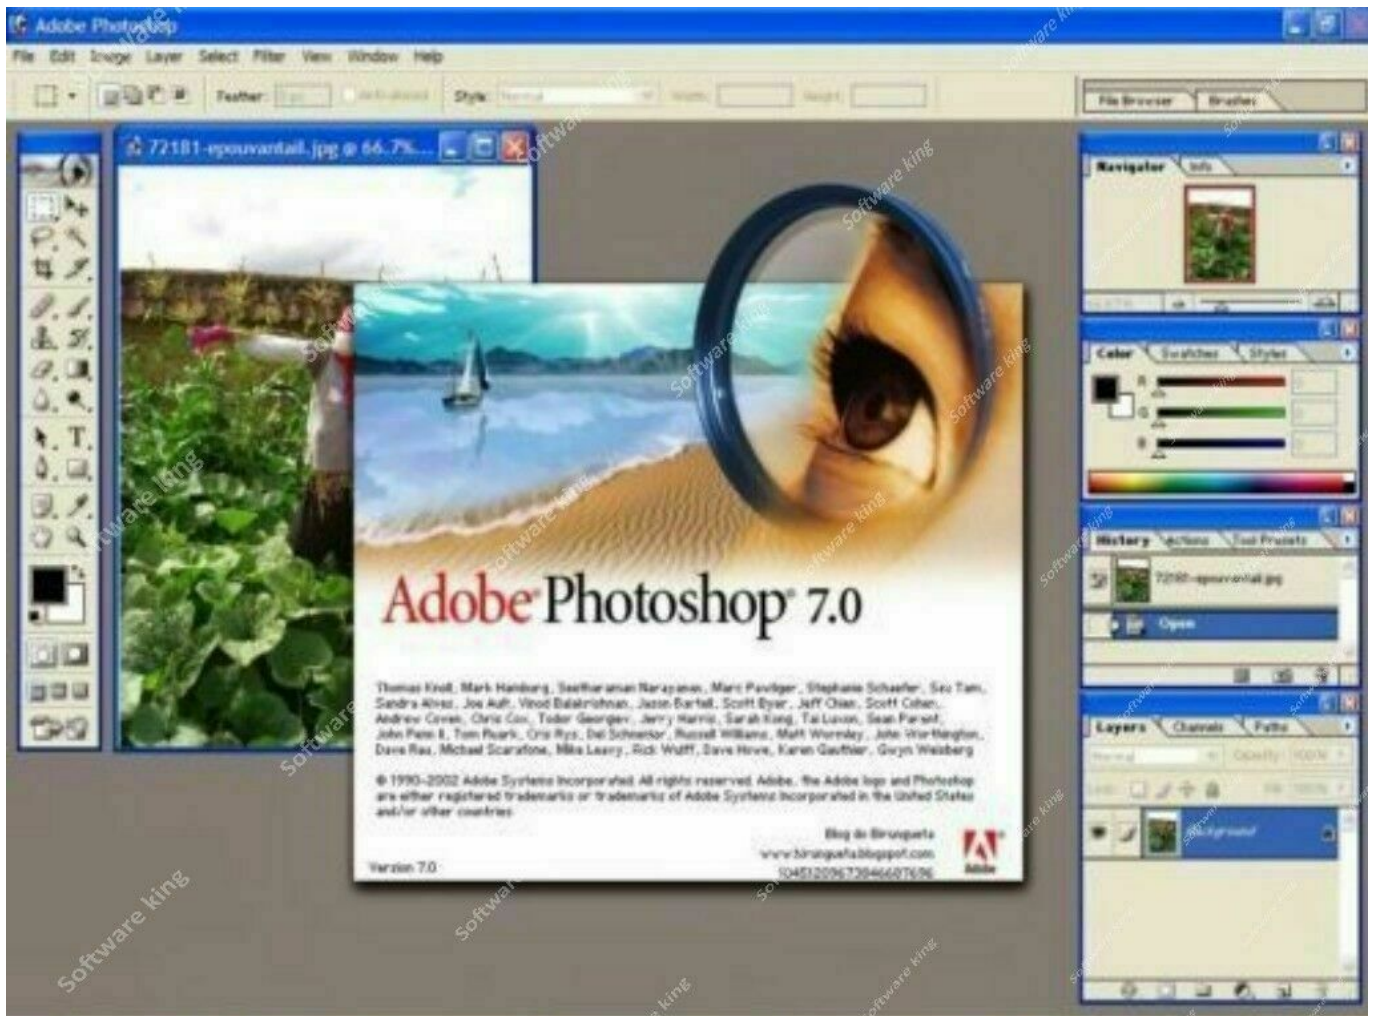 Adobe Photoshop
File Edit Image Layer Select Filter View Window Help
Feather: Style: Normal
File Browser Brushes
72181-epouvantail.jpg @ 66.7%...
Navigator Info
Color Swatches Styles
R
G
B
History Actions Tool Presets
72181-epouvantail.jpg
Open
Layers Channels Paths
Normal Opacity: 100%
Background
Adobe® Photoshop® 7.0
Thomas Knoll, Mark Hamburg, Seetharaman Narayanan, Marc Pawliger, Stephanie Schaefer, Sau Tam,
Sandra Alves, Joe Ault, Vinod Balakrishnan, Jason Bartell, Scott Byer, Jeff Chien, Scott Cohen,
Andrew Coven, Chris Cox, Todor Georgiev, Jerry Harris, Sarah Kong, Tai Luxon, Sean Parent,
John Penn II, Tom Ruark, Cris Rys, Del Schneider, Russell Williams, Matt Wormley, John Worthington,
Dave Rau, Michael Scarafone, Mike Leavy, Rick Wulff, Dave Howe, Karen Gauthier, Gwyn Weisberg
© 1990-2002 Adobe Systems Incorporated. All rights reserved. Adobe, the Adobe logo and Photoshop
are either registered trademarks or trademarks of Adobe Systems Incorporated in the United States
and/or other countries
Blog do Birungueta
www.birungueta.blogspot.com
Version 7.0
Adobe
Software king